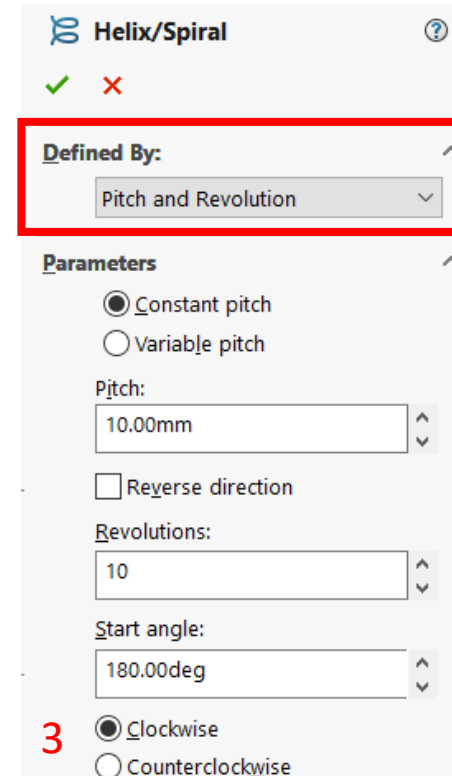 Helix/Spiral
Defined By:
Pitch and Revolution
Parameters
Constant pitch
Variable pitch
Pitch:
10.00mm
Reverse direction
Revolutions:
10
Start angle:
180.00deg
3 Clockwise
Counterclockwise